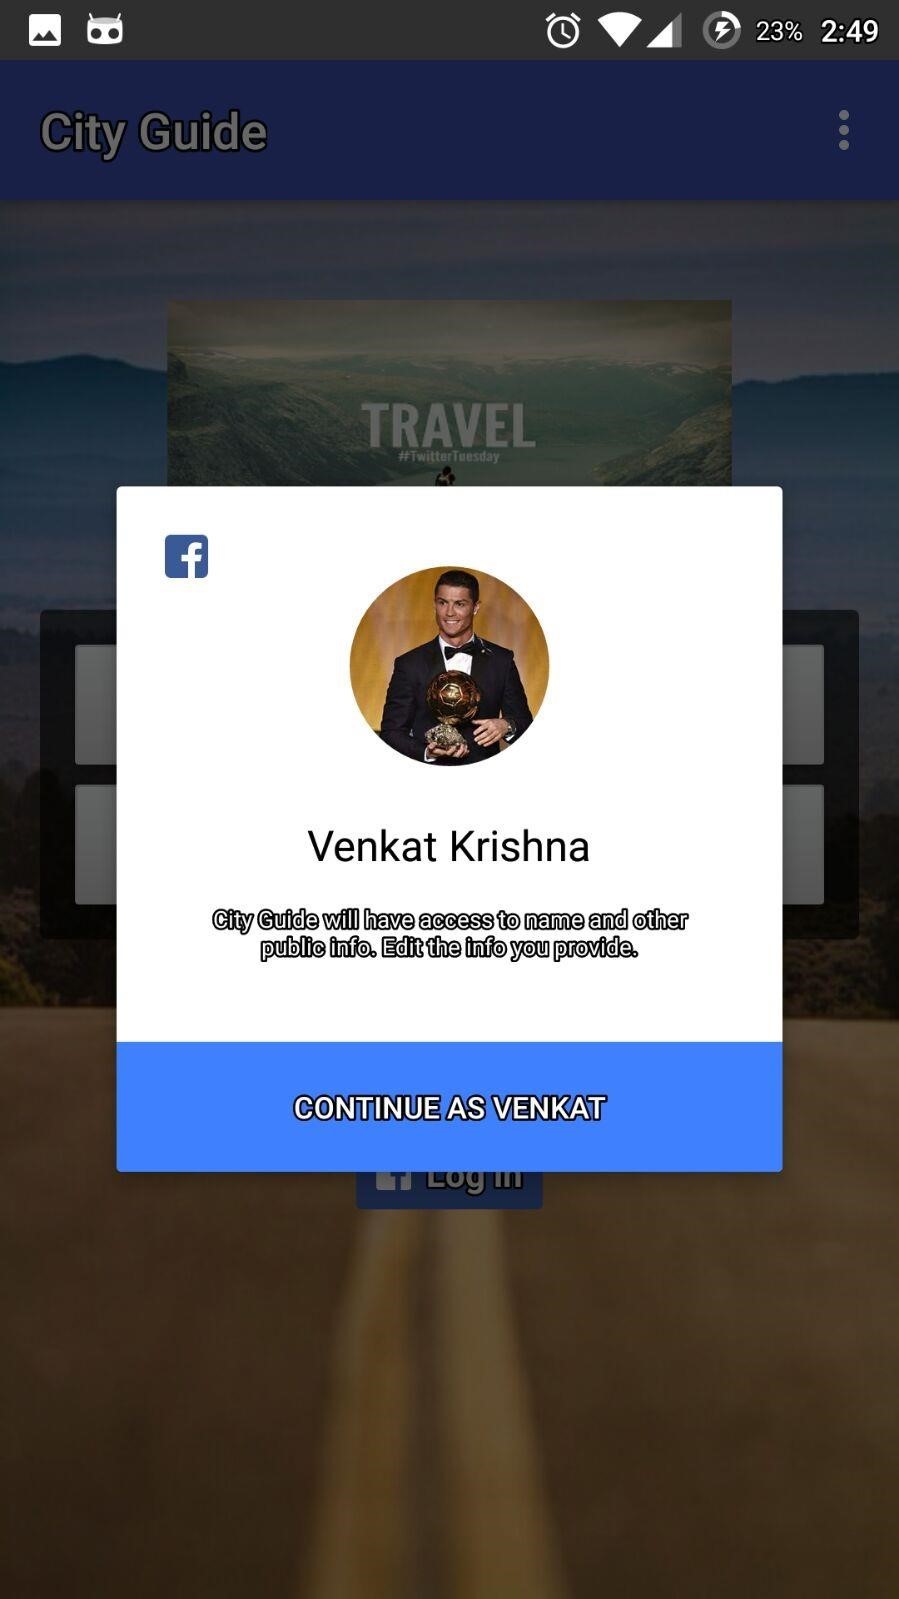 23% 2:49
City Guide
TRAVEL
#TwitterTuesday
Venkat Krishna
City Guide will have access to name and other
public info. Edit the info you provide.
CONTINUE AS VENKAT
Log in